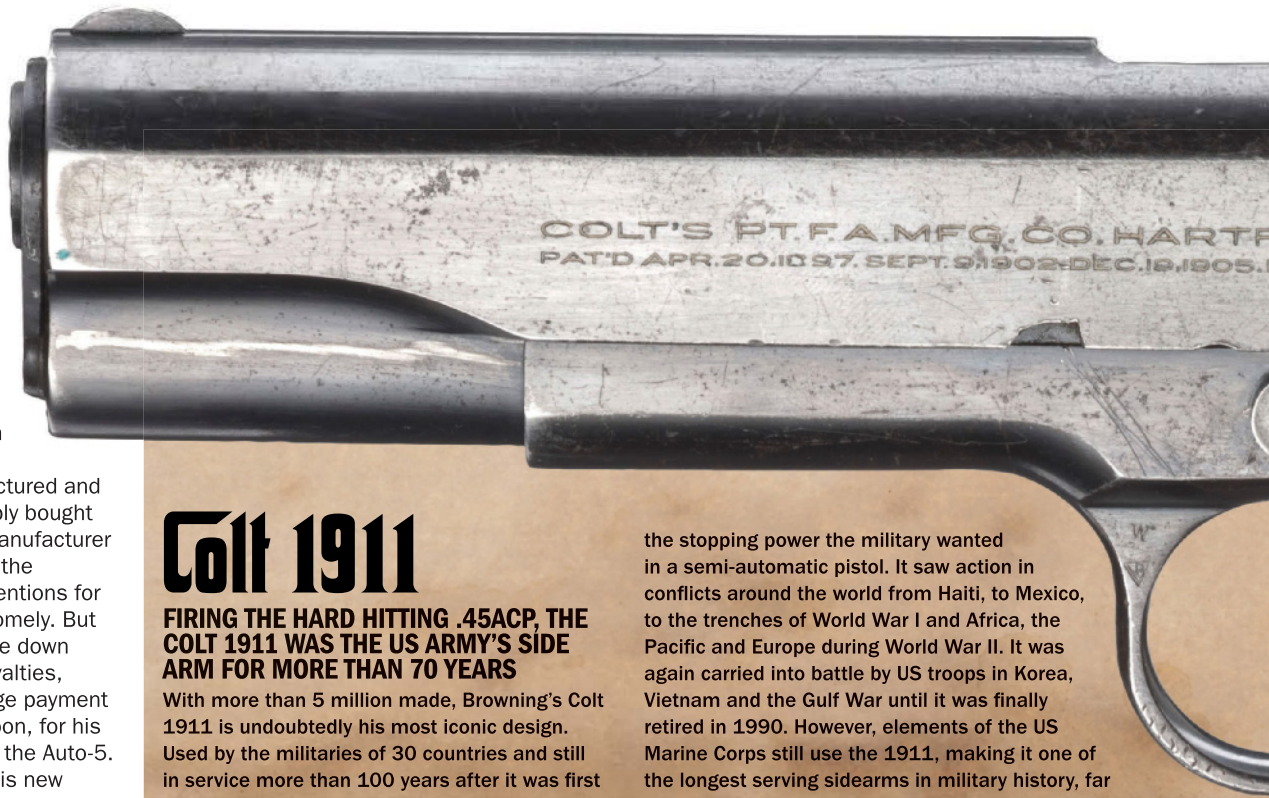 COLT'S PT.F.A.MFG.CO. HARTF
PAT'D APR.20.1897. SEPT.9,1902-DEC.19,1905.
ctured and
bly bought
anufacturer
the
entions for
omely. But
e down
yalties,
ge payment
oon, for his
the Auto-5.
is new
Colt 1911
FIRING THE HARD HITTING .45ACP, THE
COLT 1911 WAS THE US ARMY'S SIDE
ARM FOR MORE THAN 70 YEARS
With more than 5 million made, Browning's Colt
1911 is undoubtedly his most iconic design.
Used by the militaries of 30 countries and still
in service more than 100 years after it was first
the stopping power the military wanted
in a semi-automatic pistol. It saw action in
conflicts around the world from Haiti, to Mexico,
to the trenches of World War I and Africa, the
Pacific and Europe during World War II. It was
again carried into battle by US troops in Korea,
Vietnam and the Gulf War until it was finally
retired in 1990. However, elements of the US
Marine Corps still use the 1911, making it one of
the longest serving sidearms in military history, far